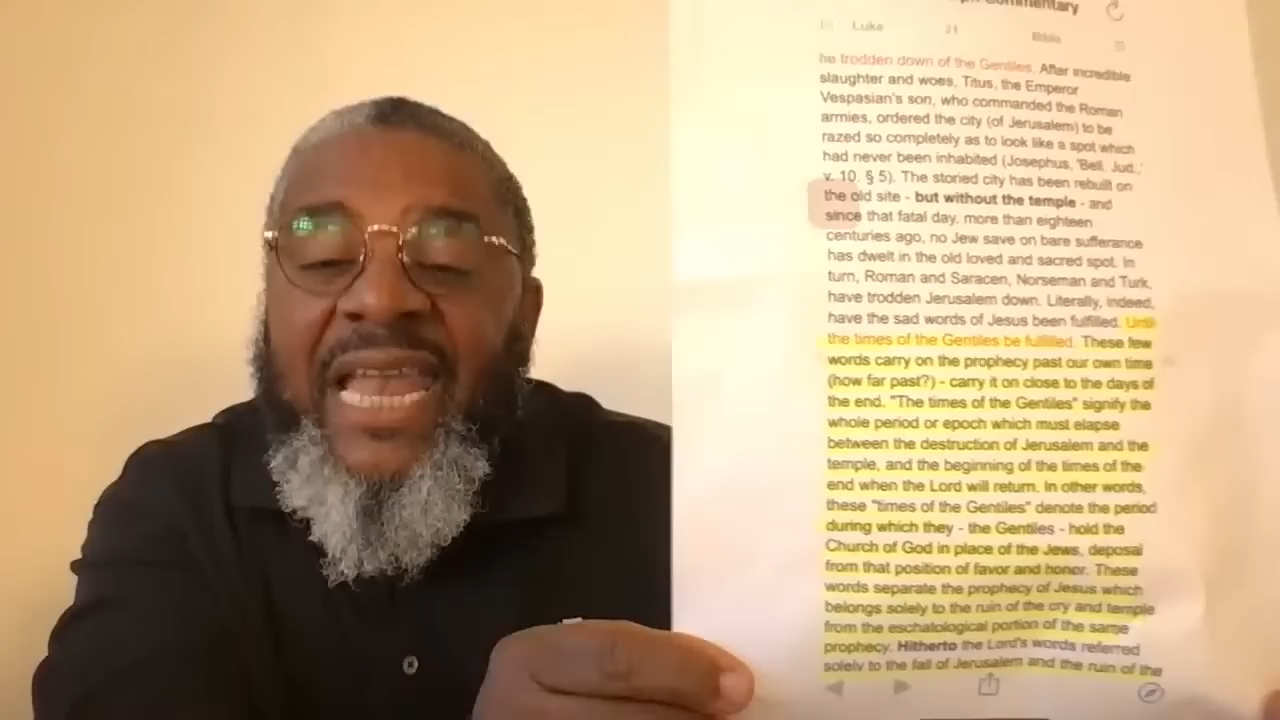 Commentary
Luke 21 Bible
he trodden down of the Gentiles. After incredible
slaughter and woes, Titus, the Emperor
Vespasian's son, who commanded the Roman
armies, ordered the city (of Jerusalem) to be
razed so completely as to look like a spot which
had never been inhabited (Josephus, 'Bell. Jud.,'
v. 10. § 5). The storied city has been rebuilt on
the old site - but without the temple - and
since that fatal day, more than eighteen
centuries ago, no Jew save on bare sufferance
has dwelt in the old loved and sacred spot. In
turn, Roman and Saracen, Norseman and Turk,
have trodden Jerusalem down. Literally, indeed,
have the sad words of Jesus been fulfilled. Until
the times of the Gentiles be fulfilled. These few
words carry on the prophecy past our own time
(how far past?) - carry it on close to the days of
the end. "The times of the Gentiles" signify the
whole period or epoch which must elapse
between the destruction of Jerusalem and the
temple, and the beginning of the times of the
end when the Lord will return. In other words,
these "times of the Gentiles" denote the period
during which they - the Gentiles - hold the
Church of God in place of the Jews, deposal
from that position of favor and honor. These
words separate the prophecy of Jesus which
belongs solely to the ruin of the cry and temple
from the eschatological portion of the same
prophecy. Hitherto the Lord's words referred
solely to the fall of Jerusalem and the ruin of the